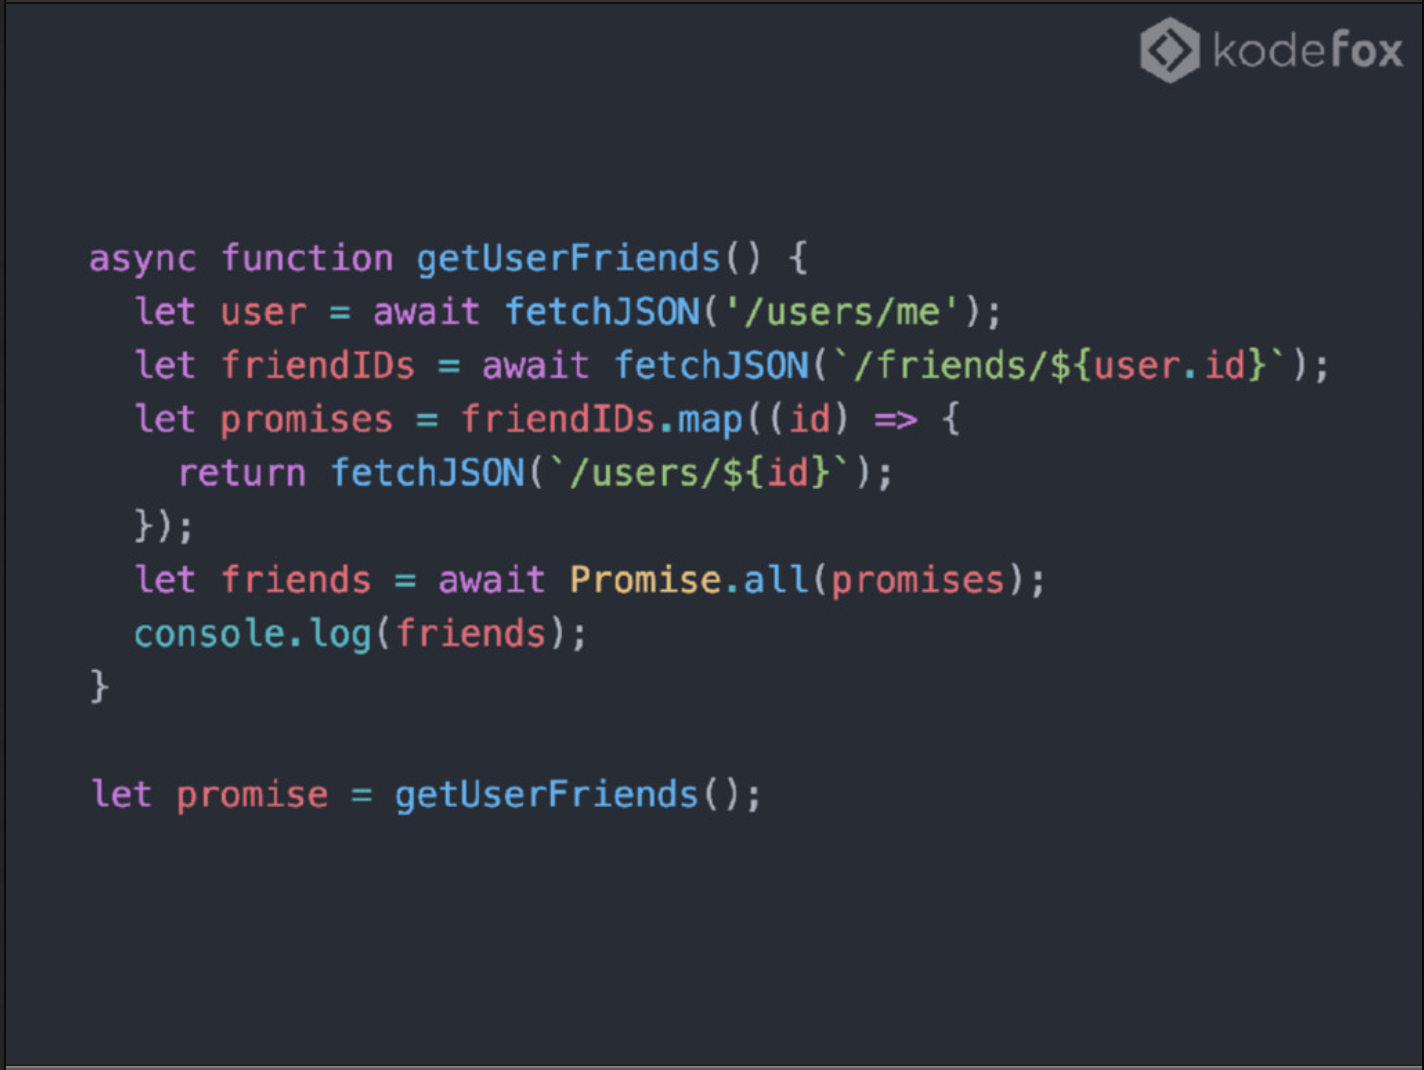 kodefox
async function getUserFriends() {
  let user = await fetchJSON('/users/me');
  let friendIDs = await fetchJSON(`/friends/${user.id}`);
  let promises = friendIDs.map((id) => {
    return fetchJSON(`/users/${id}`);
  });
  let friends = await Promise.all(promises);
  console.log(friends);
}
let promise = getUserFriends();